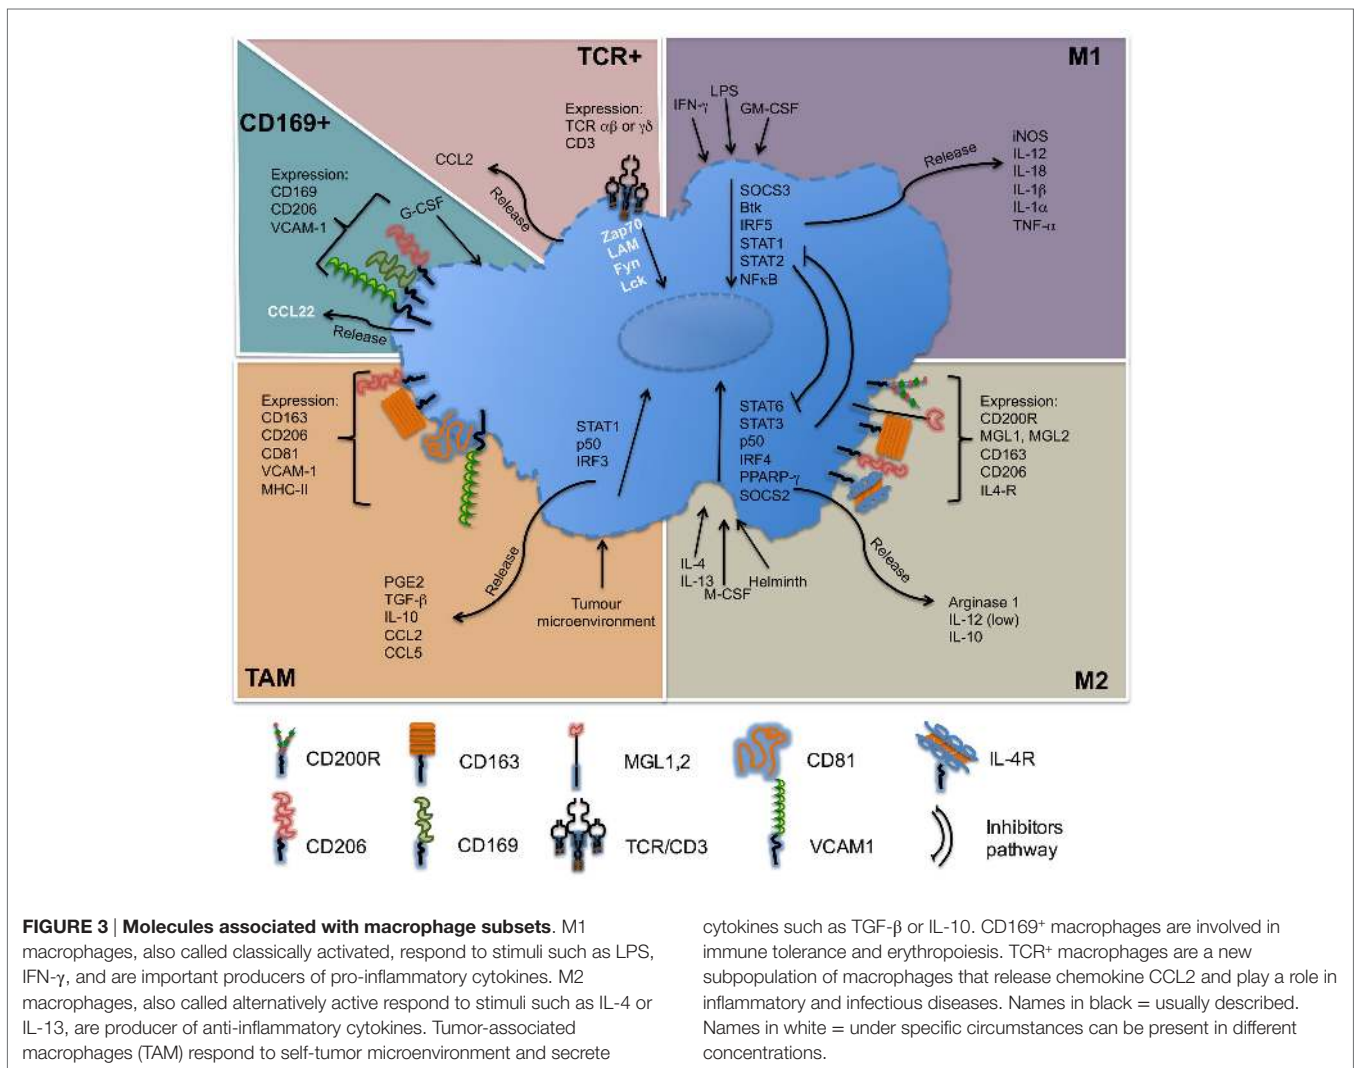 TCR+
M1
CD169+
Expression:
TCR αβ or γδ
CD3
CCL2
Release
Expression:
CD169
CD206
VCAM-1
G-CSF
CCL22
Release
Zap70
LAM
Fyn
Lck
IFN-γ
LPS
GM-CSF
SOCS3
Btk
IRF5
STAT1
STAT2
NFκB
Release
iNOS
IL-12
IL-18
IL-1β
IL-1α
TNF-α
Expression:
CD163
CD206
CD81
VCAM-1
MHC-II
STAT1
p50
IRF3
Release
PGE2
TGF-β
IL-10
CCL2
CCL5
Tumour
microenvironment
TAM
STAT6
STAT3
p50
IRF4
PPARP-γ
SOCS2
IL-4
IL-13
M-CSF
Helminth
Release
Expression:
CD200R
MGL1, MGL2
CD163
CD206
IL4-R
Arginase 1
IL-12 (low)
IL-10
M2
CD200R
CD163
MGL1,2
CD81
IL-4R
CD206
CD169
TCR/CD3
VCAM1
Inhibitors
pathway
FIGURE 3 | Molecules associated with macrophage subsets. M1
macrophages, also called classically activated, respond to stimuli such as LPS,
IFN-γ, and are important producers of pro-inflammatory cytokines. M2
macrophages, also called alternatively active respond to stimuli such as IL-4 or
IL-13, are producer of anti-inflammatory cytokines. Tumor-associated
macrophages (TAM) respond to self-tumor microenvironment and secrete
cytokines such as TGF-β or IL-10. CD169⁺ macrophages are involved in
immune tolerance and erythropoiesis. TCR⁺ macrophages are a new
subpopulation of macrophages that release chemokine CCL2 and play a role in
inflammatory and infectious diseases. Names in black = usually described.
Names in white = under specific circumstances can be present in different
concentrations.